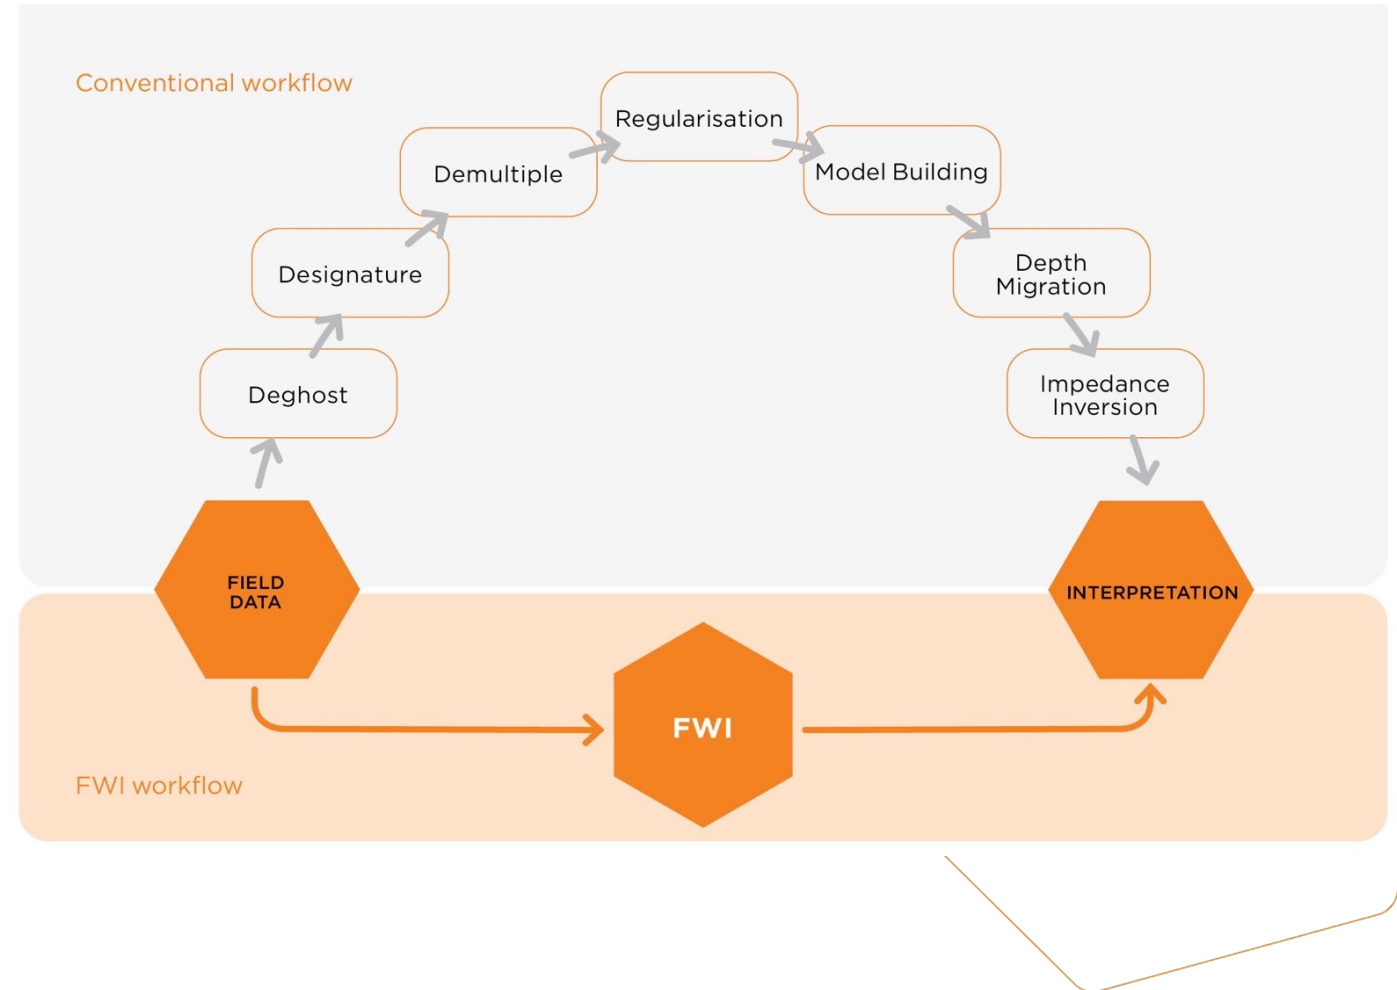 Conventional workflow
Regularisation
Demultiple
Model Building
Designature
Depth
Migration
Deghost
Impedance
Inversion
FIELD
DATA
INTERPRETATION
FWI
FWI workflow